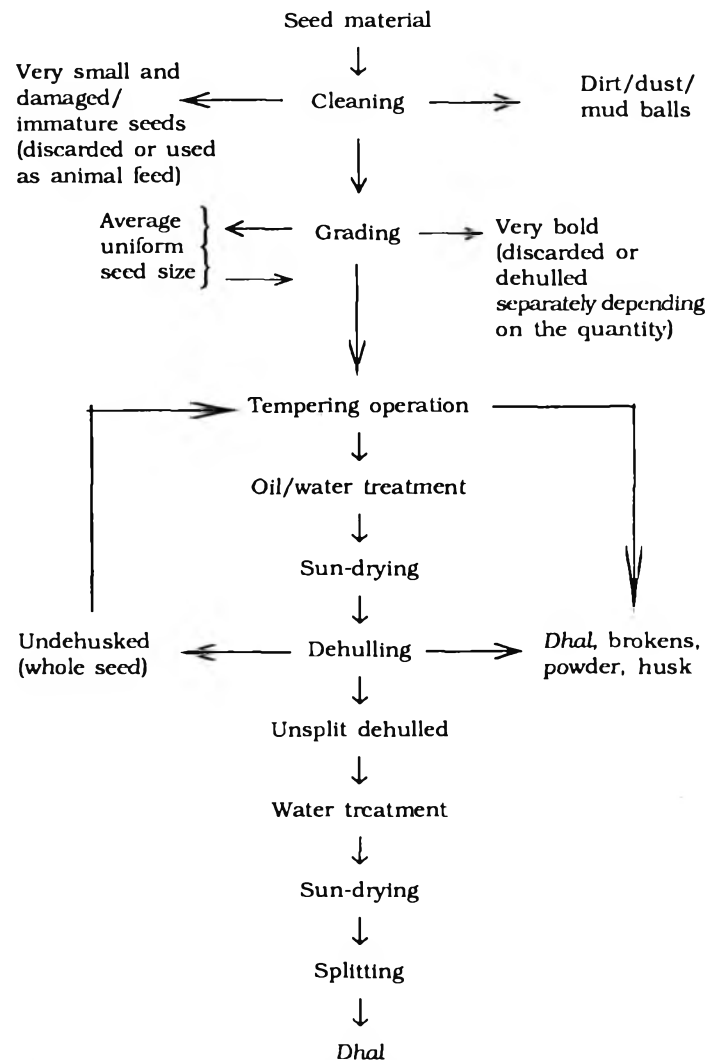 Seed material
Very small and
damaged/
immature seeds
(discarded or used
as animal feed)
Cleaning
Dirt/dust/
mud balls
Average
uniform
seed size
Grading
Very bold
(discarded or
dehulled
separately depending
on the quantity)
Tempering operation
Oil/water treatment
Sun-drying
Undehusked
(whole seed)
Dehulling
Dhal, brokens,
powder, husk
Unsplit dehulled
Water treatment
Sun-drying
Splitting
Dhal